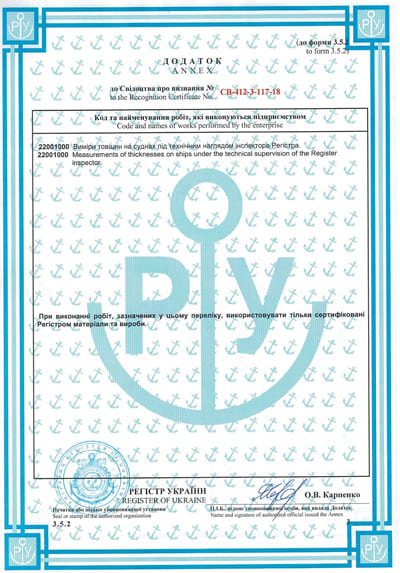 РУ
(до форми 3.5.2
to form 3.5.2)
ДОДАТОК
ANNEX
до Свідоцтва про визнання №
to the Recognition Certificate No.
СВ-412-3-117-18
Код та найменування робіт, які виконуються підприємством
Code and names of works performed by the enterprise
22001000 Виміри товщин на суднах під технічним наглядом інспектора Регістра.
22001000 Measurements of thicknesses on ships under the technical supervision of the Register
inspector.
РУ
При виконанні робіт, зазначених у цьому переліку, використовувати тільки сертифіковані
Регістром матеріали та вироби.
РЕГІСТР УКРАЇНИ
REGISTER OF UKRAINE
О.В. Карпенко
Печатка або штамп уповноваженої установи
Seal or stamp of the authorized organization
П.І.Б., підпис уповноваженої особи, яка видала Додаток
Name and signature of authorized official issued the Annex
3.5.2
РУ
РУ